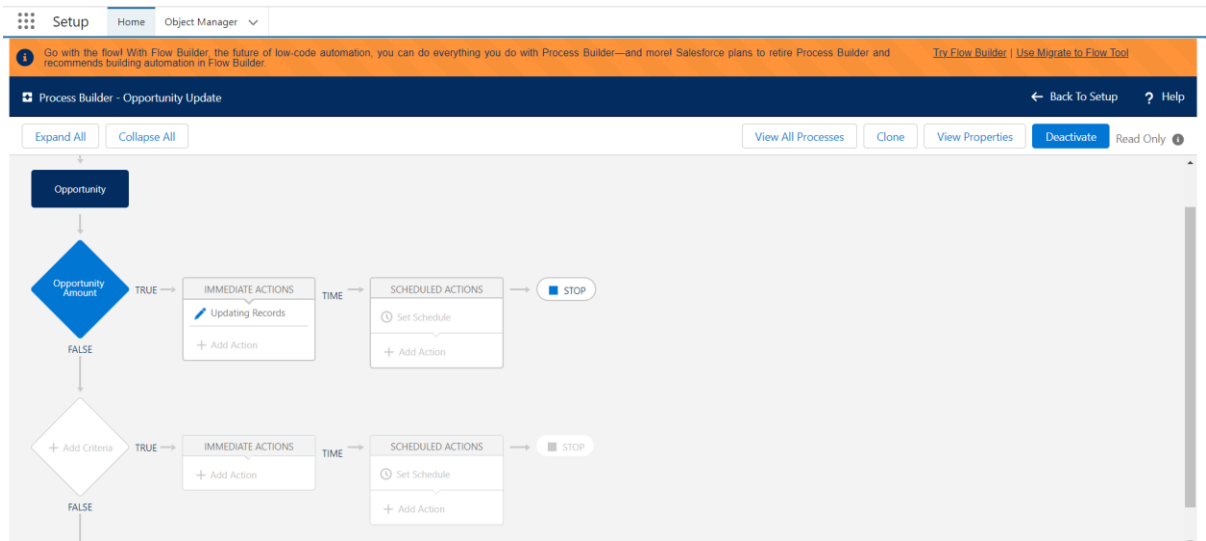 Setup
Home
Object Manager
Go with the flow! With Flow Builder, the future of low-code automation, you can do everything you do with Process Builder—and more! Salesforce plans to retire Process Builder and
recommends building automation in Flow Builder.
Try Flow Builder | Use Migrate to Flow Tool
Process Builder - Opportunity Update
Back To Setup
? Help
Expand All
Collapse All
View All Processes
Clone
View Properties
Deactivate
Read Only
Opportunity
Opportunity
Amount
TRUE
IMMEDIATE ACTIONS
Updating Records
+ Add Action
TIME
SCHEDULED ACTIONS
Set Schedule
+ Add Action
STOP
FALSE
+ Add Criteria
TRUE
IMMEDIATE ACTIONS
+ Add Action
TIME
SCHEDULED ACTIONS
Set Schedule
+ Add Action
STOP
FALSE